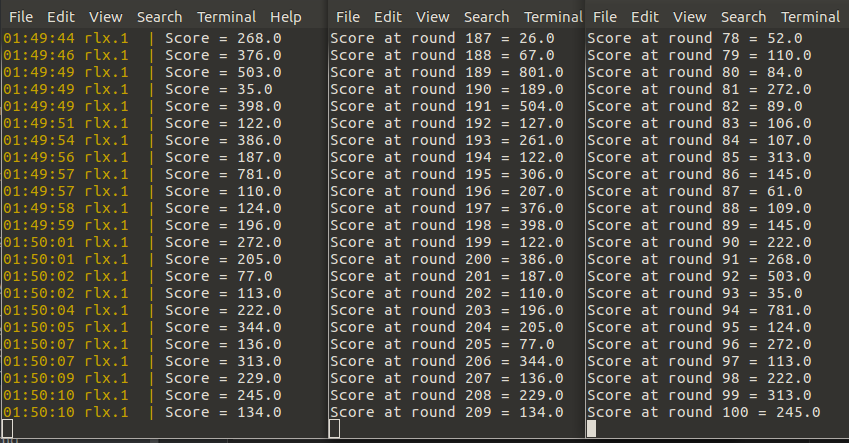 File Edit View Search Terminal Help
01:49:44 rlx.1 | Score = 268.0
01:49:46 rlx.1 | Score = 376.0
01:49:49 rlx.1 | Score = 503.0
01:49:49 rlx.1 | Score = 35.0
01:49:49 rlx.1 | Score = 398.0
01:49:51 rlx.1 | Score = 122.0
01:49:54 rlx.1 | Score = 386.0
01:49:56 rlx.1 | Score = 187.0
01:49:57 rlx.1 | Score = 781.0
01:49:57 rlx.1 | Score = 110.0
01:49:58 rlx.1 | Score = 124.0
01:49:59 rlx.1 | Score = 196.0
01:50:01 rlx.1 | Score = 272.0
01:50:02 rlx.1 | Score = 205.0
01:50:02 rlx.1 | Score = 77.0
01:50:02 rlx.1 | Score = 113.0
01:50:04 rlx.1 | Score = 222.0
01:50:05 rlx.1 | Score = 344.0
01:50:07 rlx.1 | Score = 136.0
01:50:07 rlx.1 | Score = 313.0
01:50:09 rlx.1 | Score = 229.0
01:50:10 rlx.1 | Score = 245.0
01:50:10 rlx.1 | Score = 134.0
File Edit View Search Terminal
Score at round 187 = 26.0
Score at round 188 = 67.0
Score at round 189 = 801.0
Score at round 190 = 189.0
Score at round 191 = 504.0
Score at round 192 = 127.0
Score at round 193 = 261.0
Score at round 194 = 122.0
Score at round 195 = 306.0
Score at round 196 = 207.0
Score at round 197 = 376.0
Score at round 198 = 398.0
Score at round 199 = 122.0
Score at round 200 = 386.0
Score at round 201 = 187.0
Score at round 202 = 110.0
Score at round 203 = 196.0
Score at round 204 = 205.0
Score at round 205 = 77.0
Score at round 206 = 344.0
Score at round 207 = 136.0
Score at round 208 = 229.0
Score at round 209 = 134.0
File Edit View Search Terminal
Score at round 78 = 52.0
Score at round 79 = 110.0
Score at round 80 = 84.0
Score at round 81 = 272.0
Score at round 82 = 89.0
Score at round 83 = 106.0
Score at round 84 = 107.0
Score at round 85 = 313.0
Score at round 86 = 145.0
Score at round 87 = 61.0
Score at round 88 = 109.0
Score at round 89 = 145.0
Score at round 90 = 222.0
Score at round 91 = 268.0
Score at round 92 = 503.0
Score at round 93 = 35.0
Score at round 94 = 781.0
Score at round 95 = 124.0
Score at round 96 = 272.0
Score at round 97 = 113.0
Score at round 98 = 222.0
Score at round 99 = 313.0
Score at round 100 = 245.0